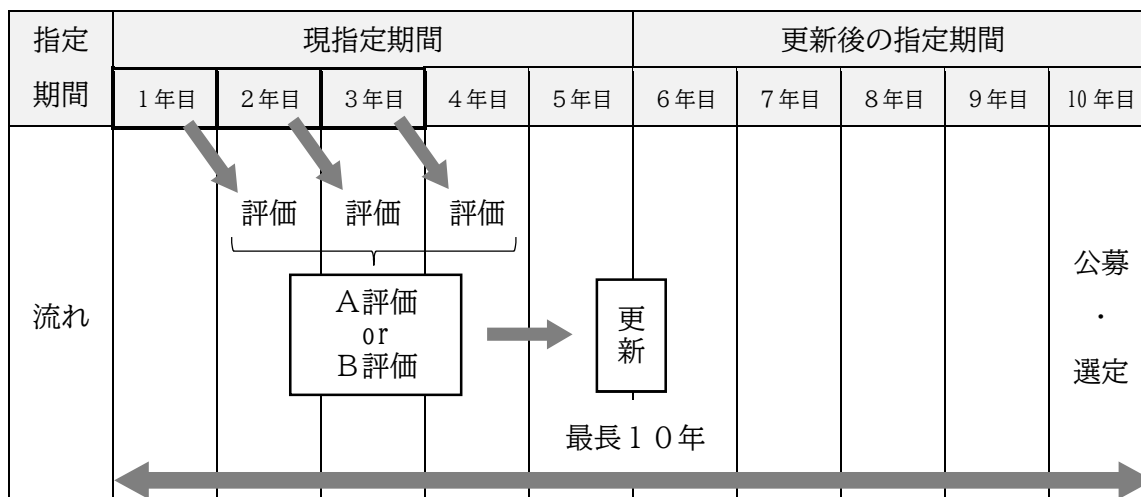 指定期間
現指定期間
更新後の指定期間
１年目
２年目
３年目
４年目
５年目
６年目
７年目
８年目
９年目
10 年目
流れ
評価
評価
評価
Ａ評価
or
Ｂ評価
更新
公募
・
選定
最長１０年